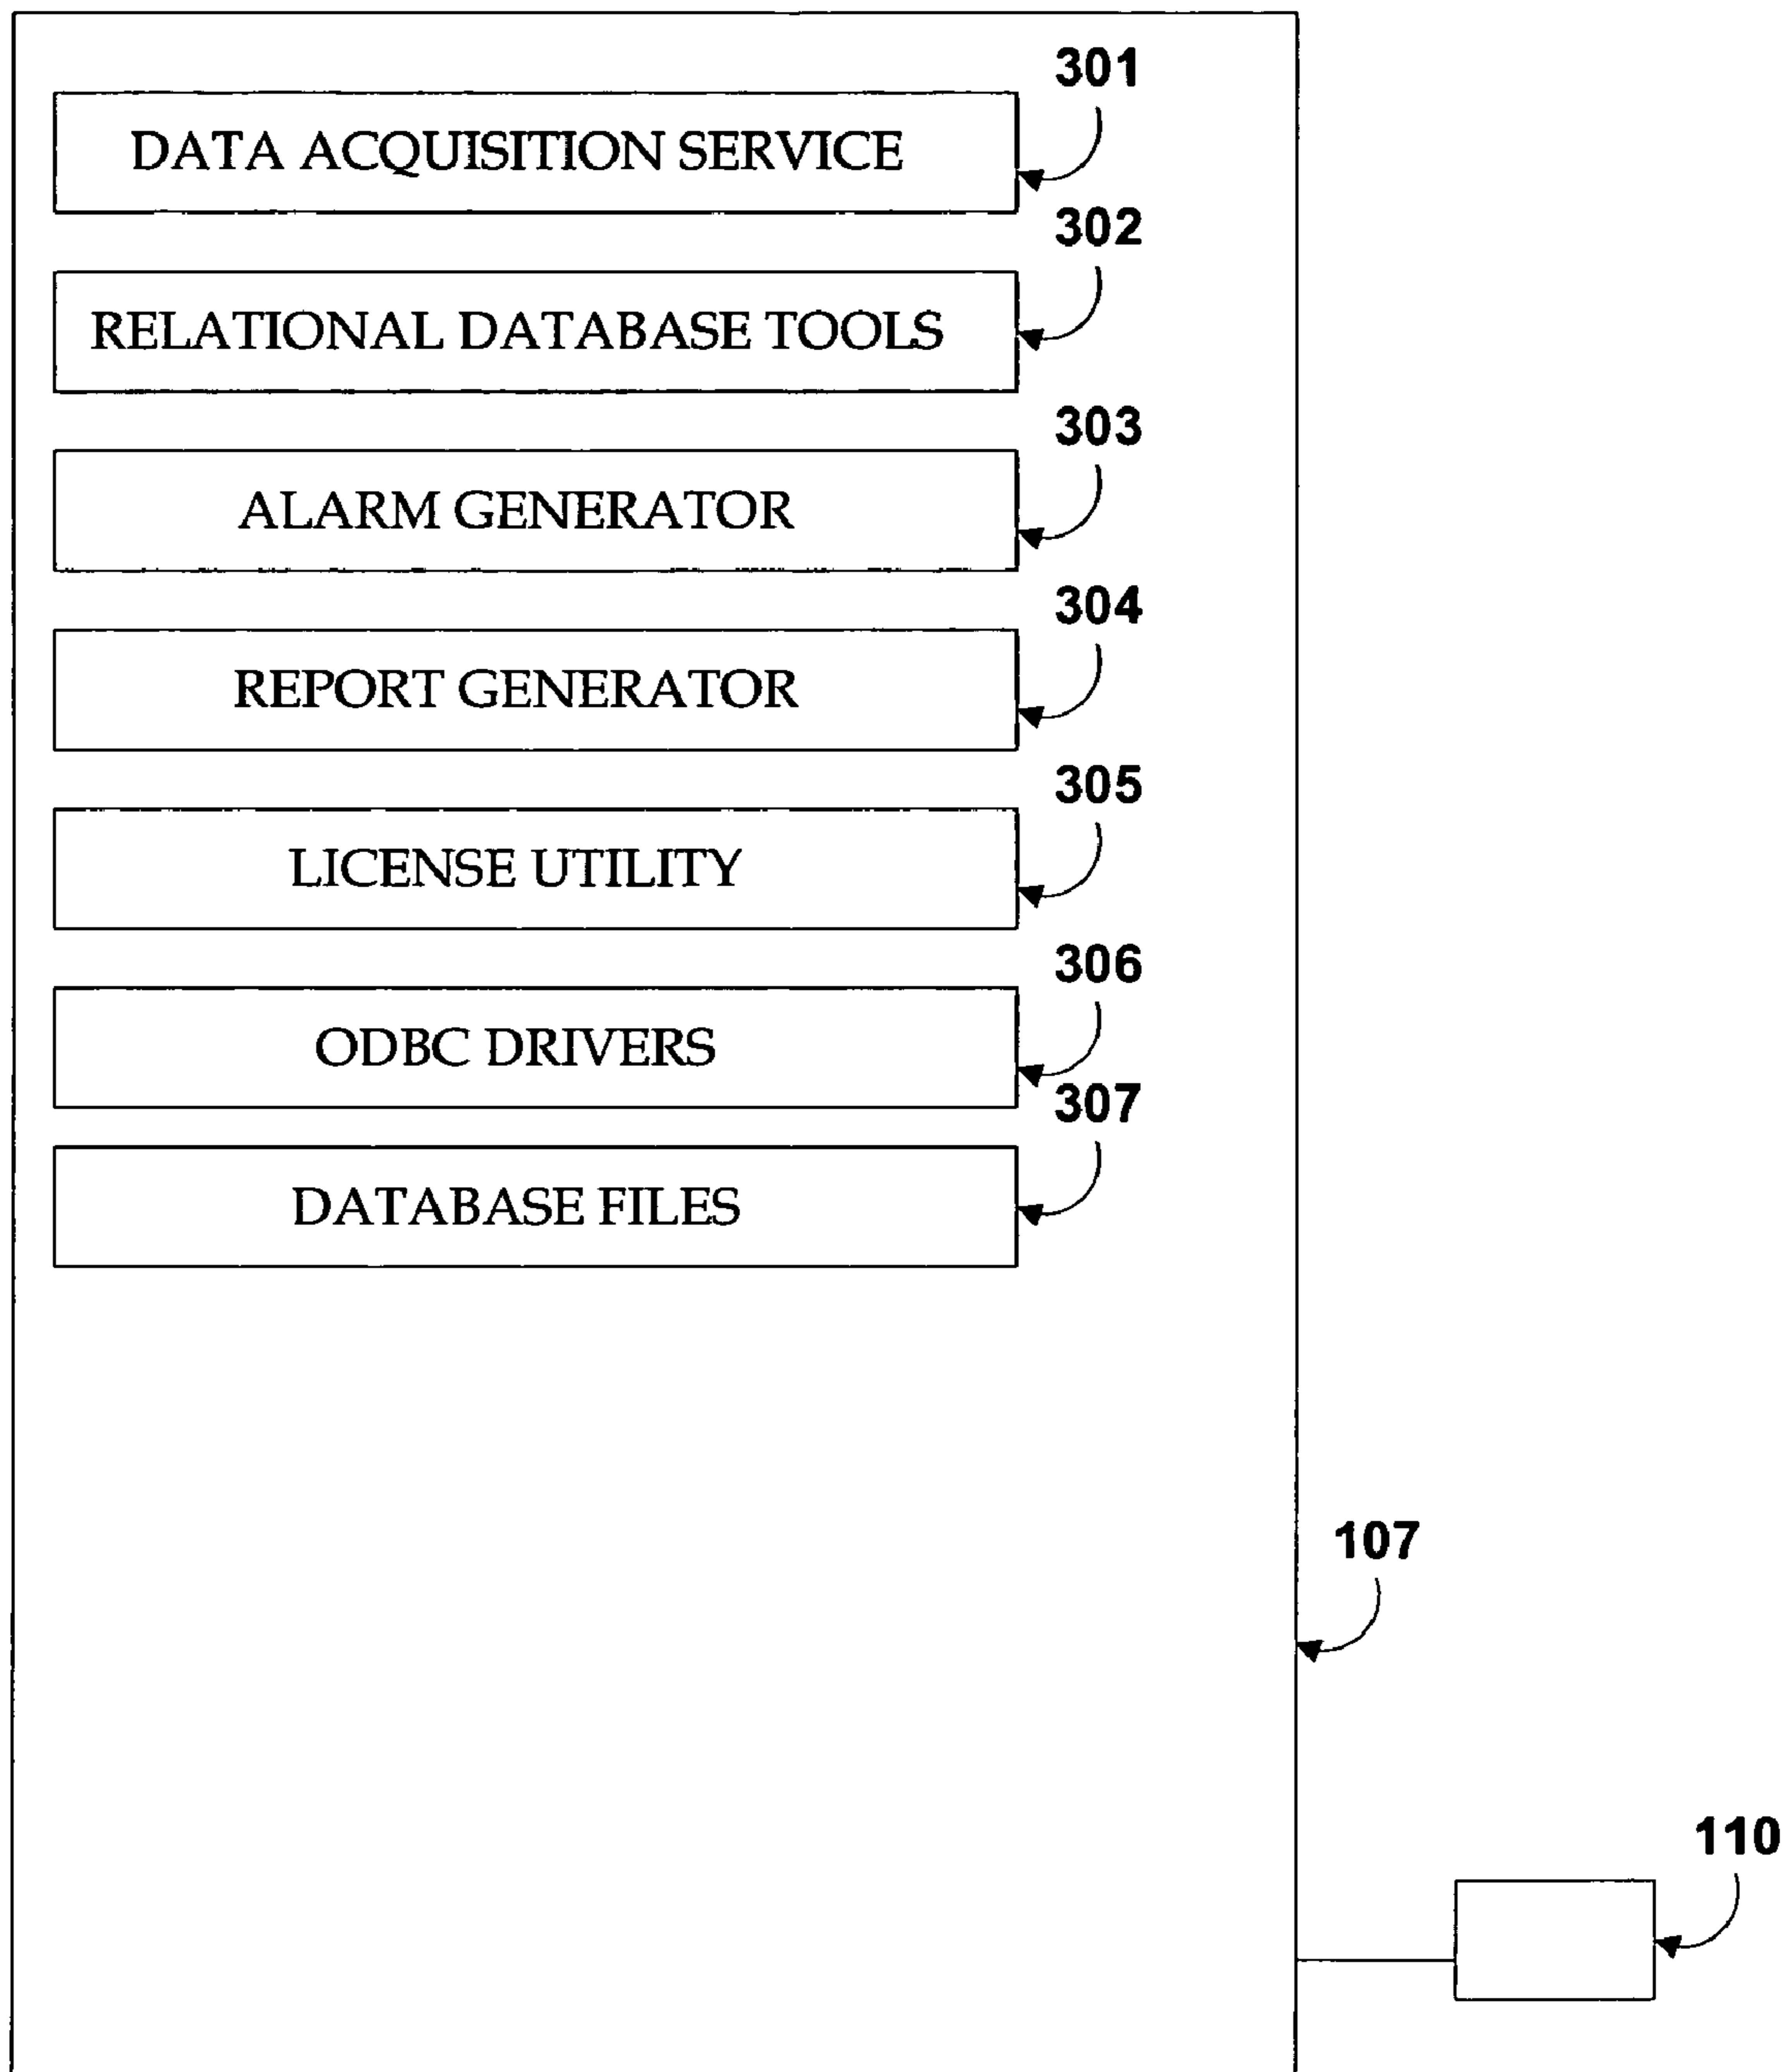 301
DATA ACQUISITION SERVICE
302
RELATIONAL DATABASE TOOLS
303
ALARM GENERATOR
304
REPORT GENERATOR
305
LICENSE UTILITY
306
ODBC DRIVERS
307
DATABASE FILES
107
110